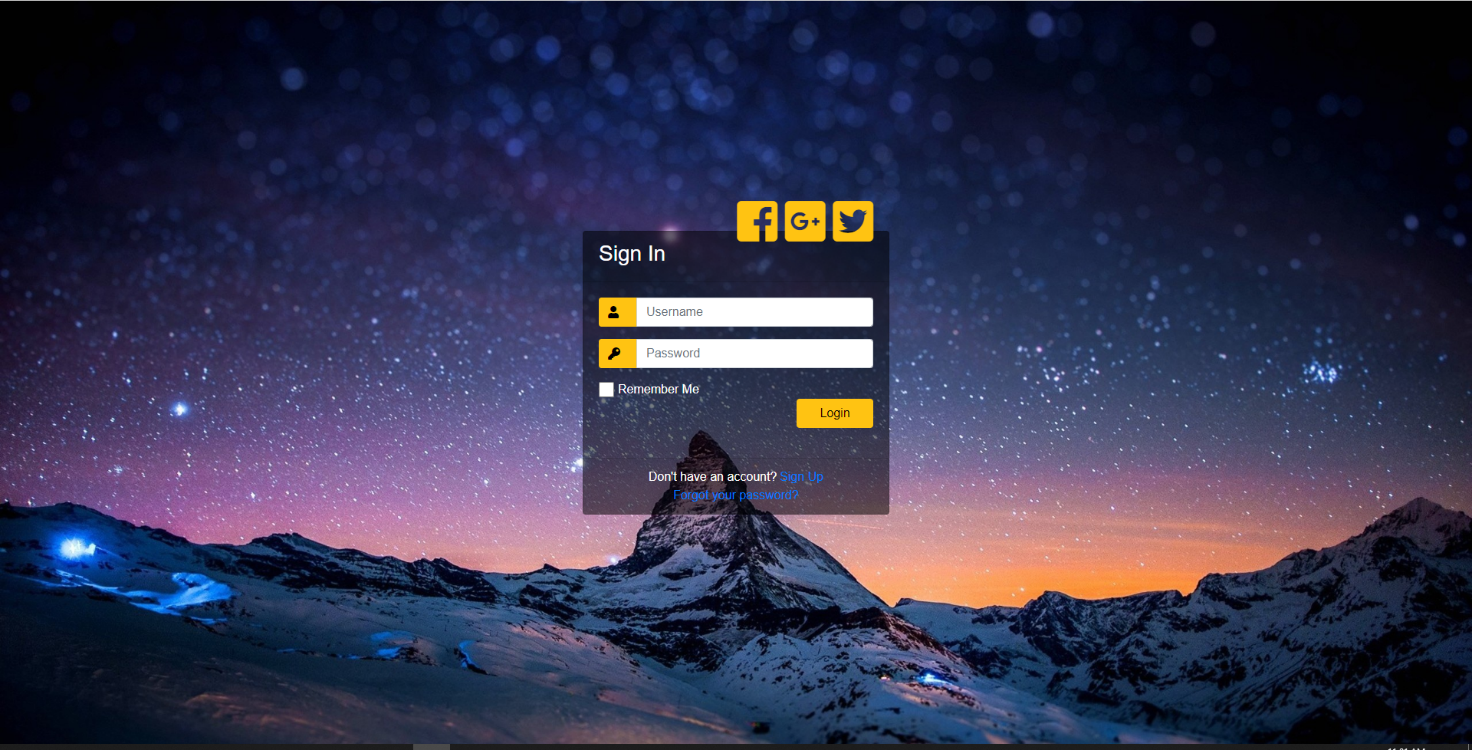 Sign In
Username
Password
Remember Me
Login
Don't have an account? Sign Up
Forgot your password?